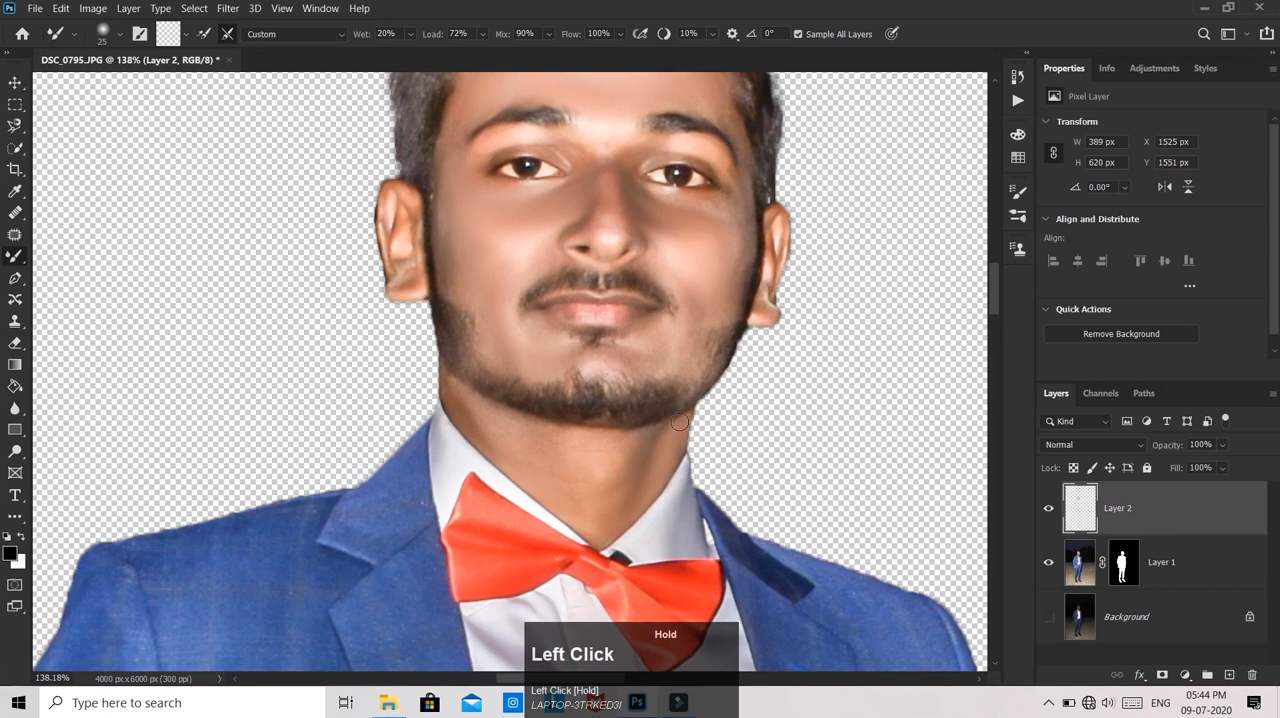 Ps File Edit Image Layer Type Select Filter 3D View Window Help
25 Custom Wet: 20% Load: 72% Mix: 90% Flow: 100% 10% 0° Sample All Layers
DSC_0795.JPG @ 138% (Layer 2, RGB/8) *
Properties Info Adjustments Styles
Pixel Layer
Transform
W 389 px X 1525 px
H 620 px Y 1551 px
0.00°
Align and Distribute
Align:
Quick Actions
Remove Background
Layers Channels Paths
Kind
Normal Opacity: 100%
Lock: Fill: 100%
Layer 2
Layer 1
Background
Hold
Left Click
Left Click [Hold]
LAPTOP-3TRKED3I
138.18% 4000 px x 6000 px (300 ppi)
Type here to search
Ps
ENG
05:44 PM
09-07-2020